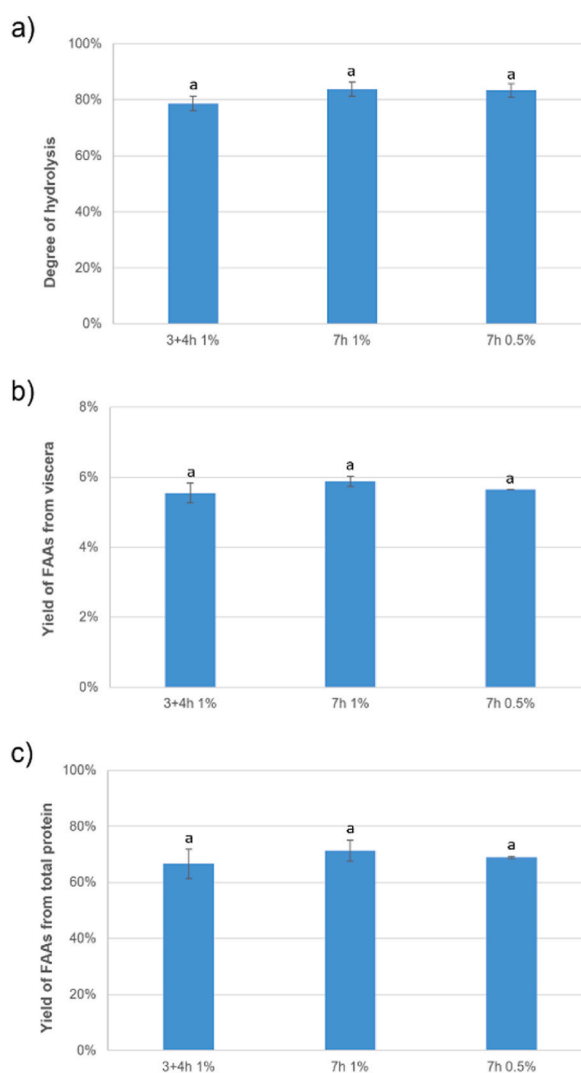 a)
100%
80%
60%
40%
20%
0%
Degree of hydrolysis
a
a
a
3+4h 1%
7h 1%
7h 0.5%
b)
8%
6%
4%
2%
0%
Yield of FAAs from viscera
a
a
a
3+4h 1%
7h 1%
7h 0.5%
c)
100%
80%
60%
40%
20%
0%
Yield of FAAs from total protein
a
a
a
3+4h 1%
7h 1%
7h 0.5%